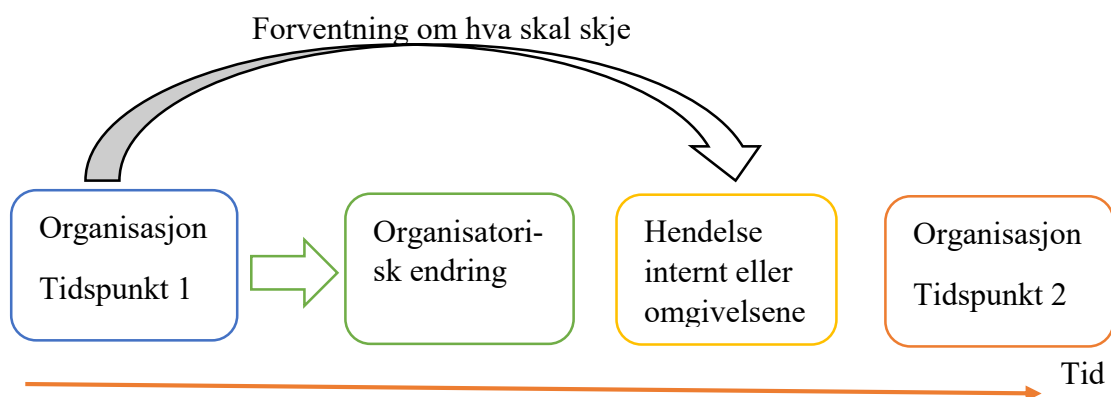 Forventning om hva skal skje
Organisasjon
Tidspunkt 1
Organisatori-
sk endring
Hendelse
internt eller
omgivelsene
Organisasjon
Tidspunkt 2
Tid